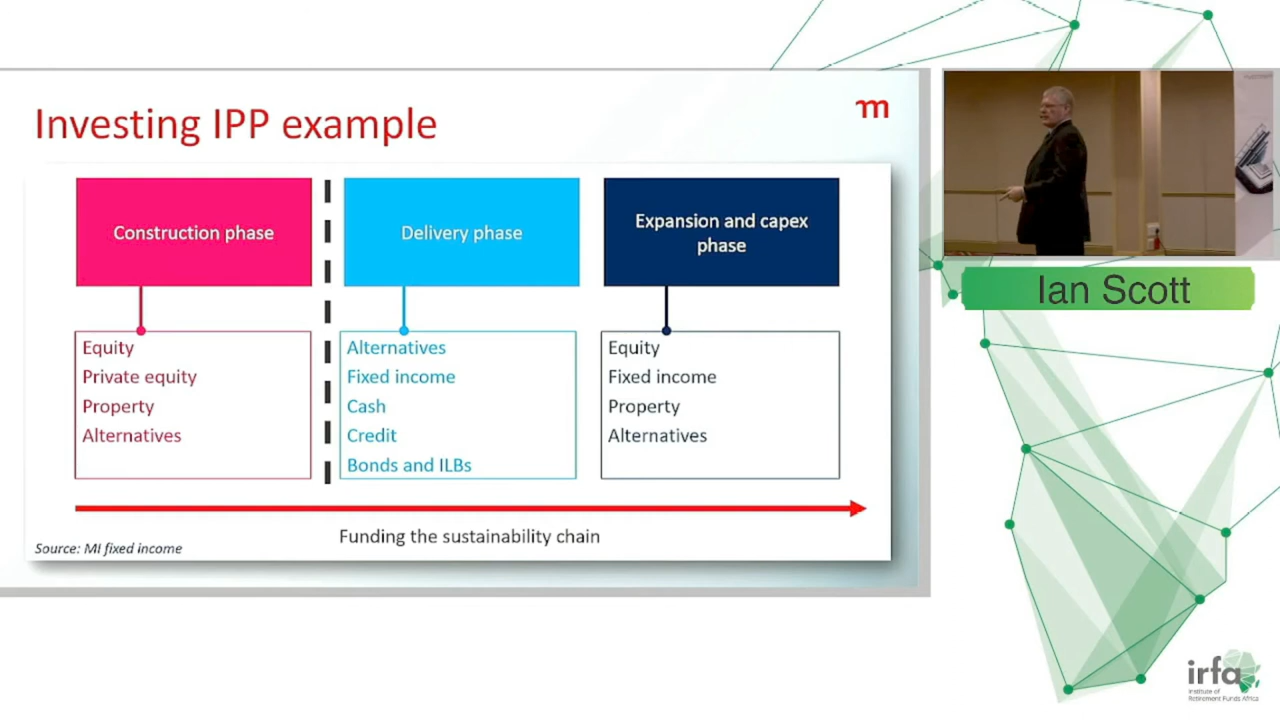 Investing IPP example
m
Construction phase
Delivery phase
Expansion and capex
phase
Equity
Private equity
Property
Alternatives
Alternatives
Fixed income
Cash
Credit
Bonds and ILBs
Equity
Fixed income
Property
Alternatives
Funding the sustainability chain
Source: MI fixed income
Ian Scott
irfa
Institute of
Retirement Funds Africa